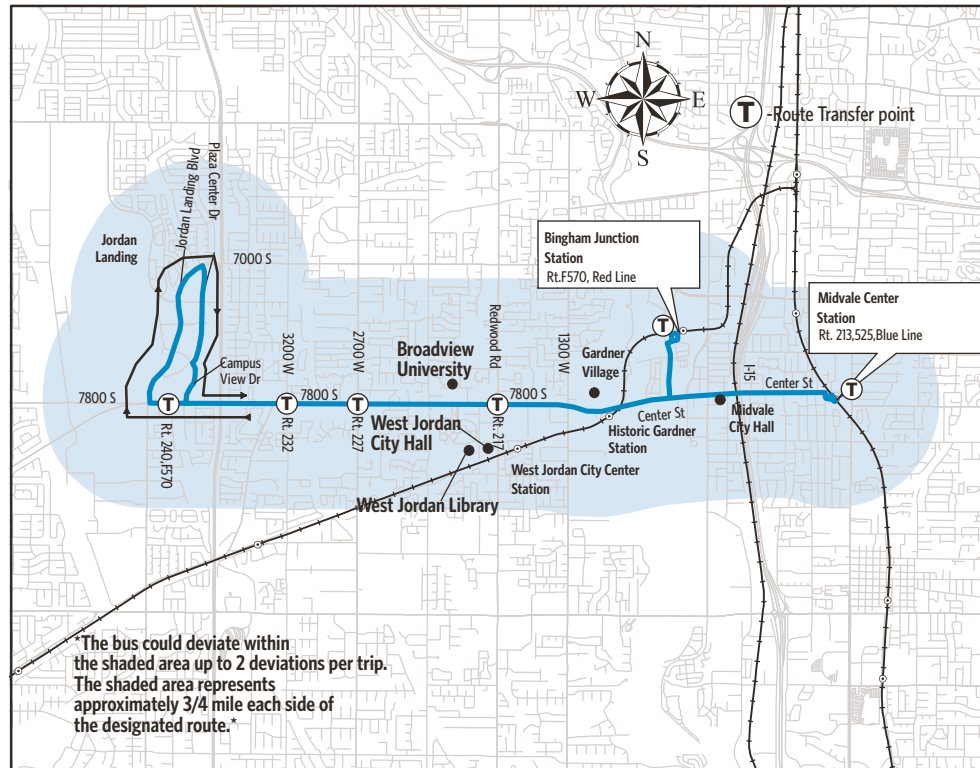 N
W
E
S
T -Route Transfer point
Plaza Center Dr
Jordan Landing Blvd
Jordan
Landing
7000 S
Bingham Junction
Station
Rt.F570, Red Line
Midvale Center
Station
Rt. 213,525,Blue Line
T
T
3200 W
2700 W
Redwood Rd
1300 W
I-15
Broadview
University
Gardner
Village
Campus
View Dr
Center St
7800 S
T
T
7800 S
T
T
7800 S
Center St
Midvale
City Hall
Historic Gardner
Station
Rt. 240,F570
Rt. 232
Rt. 227
Rt. 217
West Jordan
City Hall
West Jordan City Center
Station
West Jordan Library
*The bus could deviate within
the shaded area up to 2 deviations per trip.
The shaded area represents
approximately 3/4 mile each side of
the designated route.*